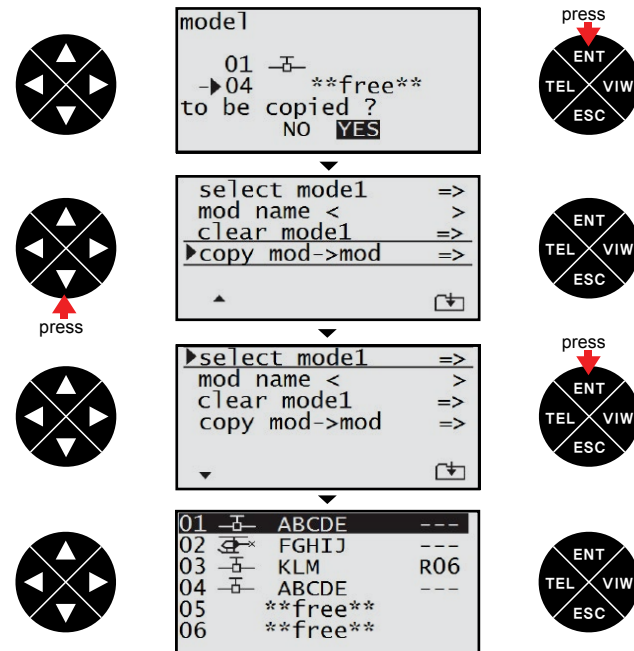 press
model
01
04 **free**
to be copied ?
NO YES
ENT
TEL VIW
ESC
select mode1 =>
mod name < >
clear mode1 =>
copy mod->mod =>
press
ENT
TEL VIW
ESC
press
select mode1 =>
mod name < >
clear mode1 =>
copy mod->mod =>
ENT
TEL VIW
ESC
01 ABCDE ---
02 FGHIJ ---
03 KLM R06
04 ABCDE ---
05 **free**
06 **free**
ENT
TEL VIW
ESC